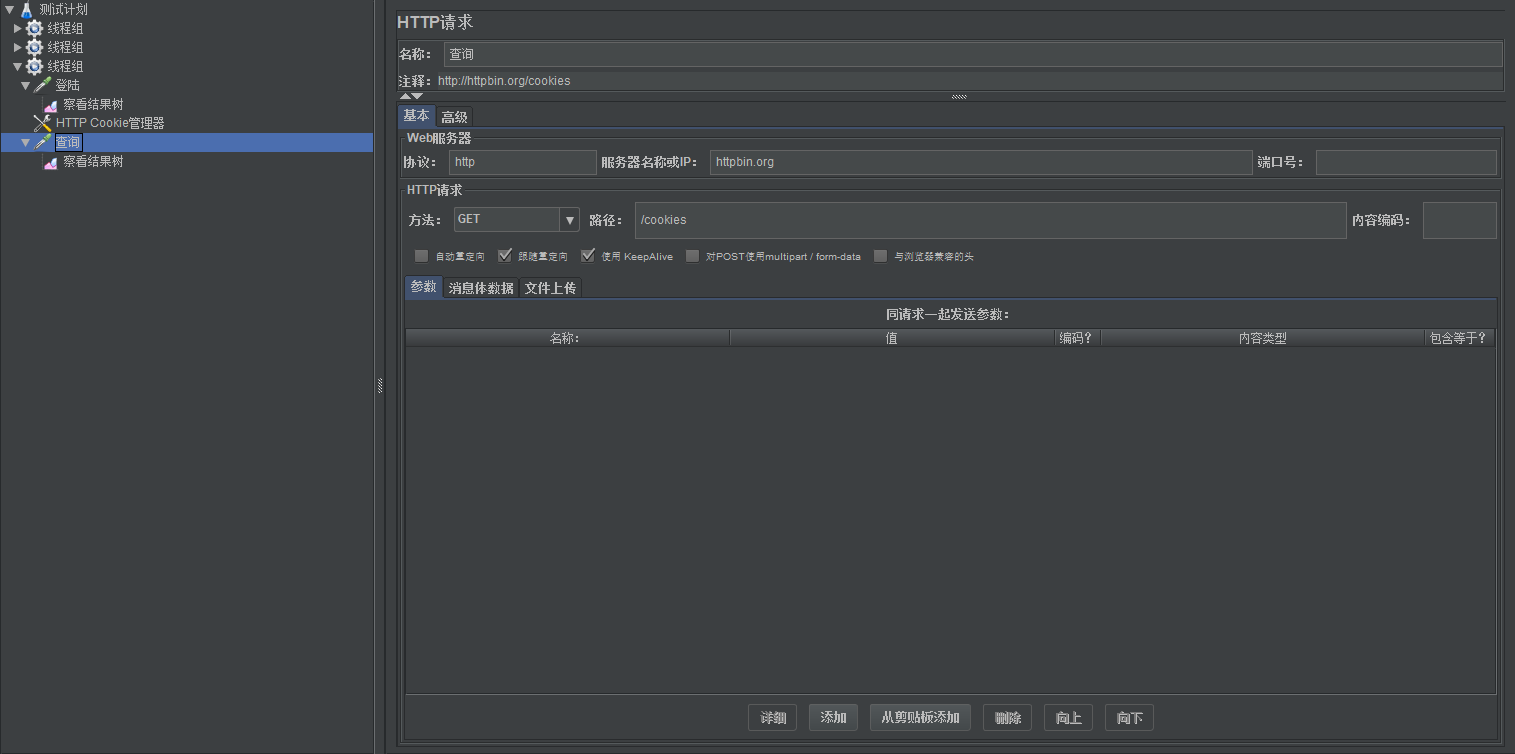 测试计划
线程组
线程组
线程组
登陆
察看结果树
HTTP Cookie管理器
查询
察看结果树
HTTP请求
名称： 查询
注释： http://httpbin.org/cookies
基本 高级
Web服务器
协议： http 服务器名称或IP： httpbin.org 端口号：
HTTP请求
方法： GET 路径： /cookies 内容编码：
自动重定向 跟随重定向 使用 KeepAlive 对POST使用multipart / form-data 与浏览器兼容的头
参数 消息体数据 文件上传
同请求一起发送参数：
名称： 值 编码？ 内容类型 包含等于？
详细 添加 从剪贴板添加 删除 向上 向下